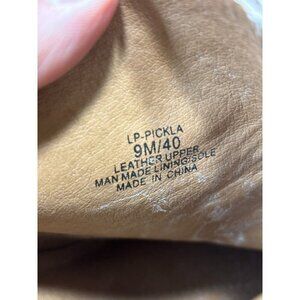 LP-PICKLA
9M/40
LEATHER UPPER
MAN MADE LINING/SOLE
MADE IN CHINA